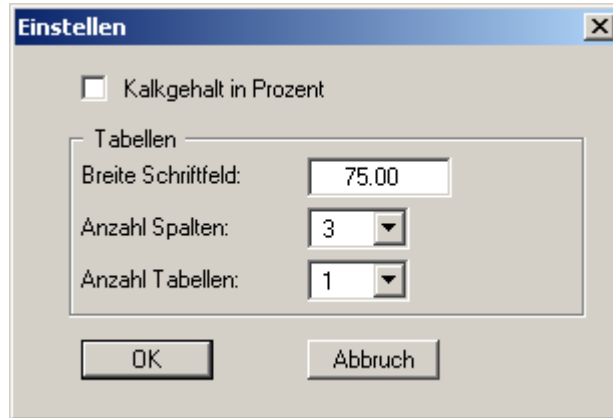 Einstellen
Kalkgehalt in Prozent
Tabellen
Breite Schriftfeld: 75.00
Anzahl Spalten: 3
Anzahl Tabellen: 1
OK Abbruch